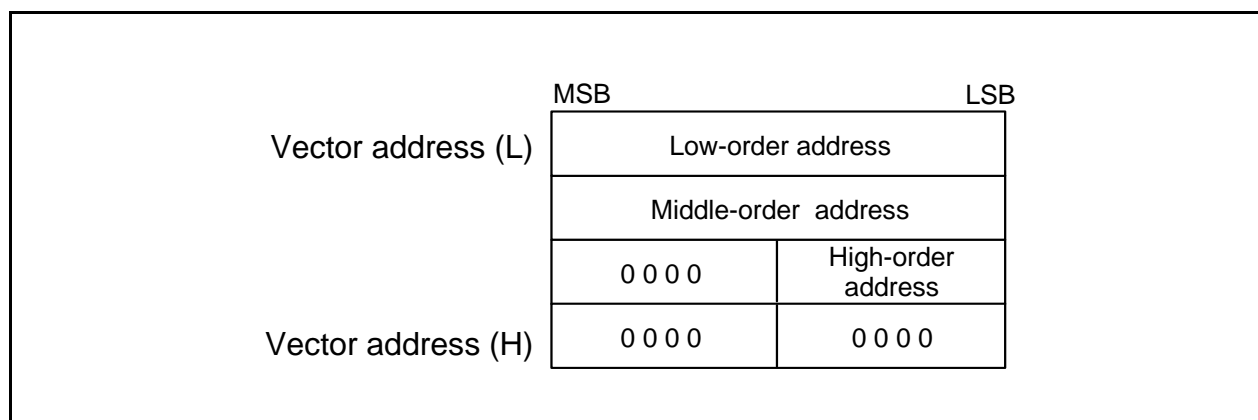 MSB LSB
Vector address (L) Low-order address
Middle-order address
0 0 0 0 High-order
address
Vector address (H) 0 0 0 0 0 0 0 0